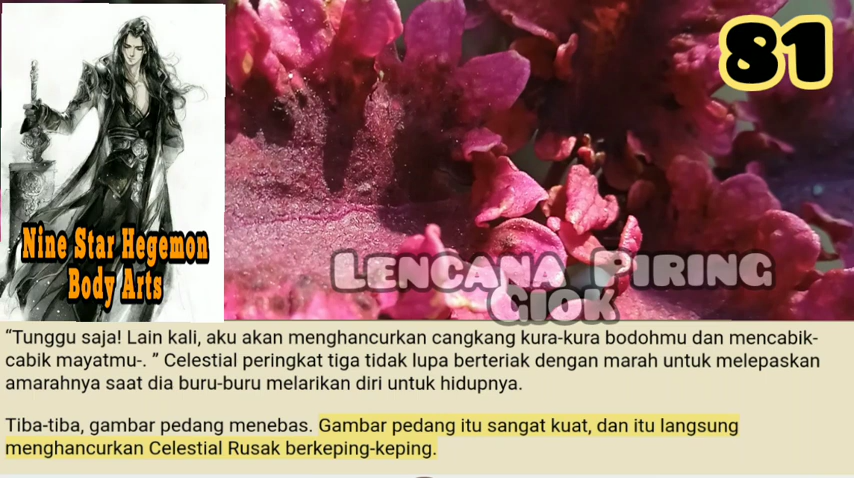 81
Nine Star Hegemon
Body Arts
Lencana Piring
Giok
“Tunggu saja! Lain kali, aku akan menghancurkan cangkang kura-kura bodohmu dan mencabik-
cabik mayatmu-. ” Celestial peringkat tiga tidak lupa berteriak dengan marah untuk melepaskan
amarahnya saat dia buru-buru melarikan diri untuk hidupnya.
Tiba-tiba, gambar pedang menebas. Gambar pedang itu sangat kuat, dan itu langsung
menghancurkan Celestial Rusak berkeping-keping.